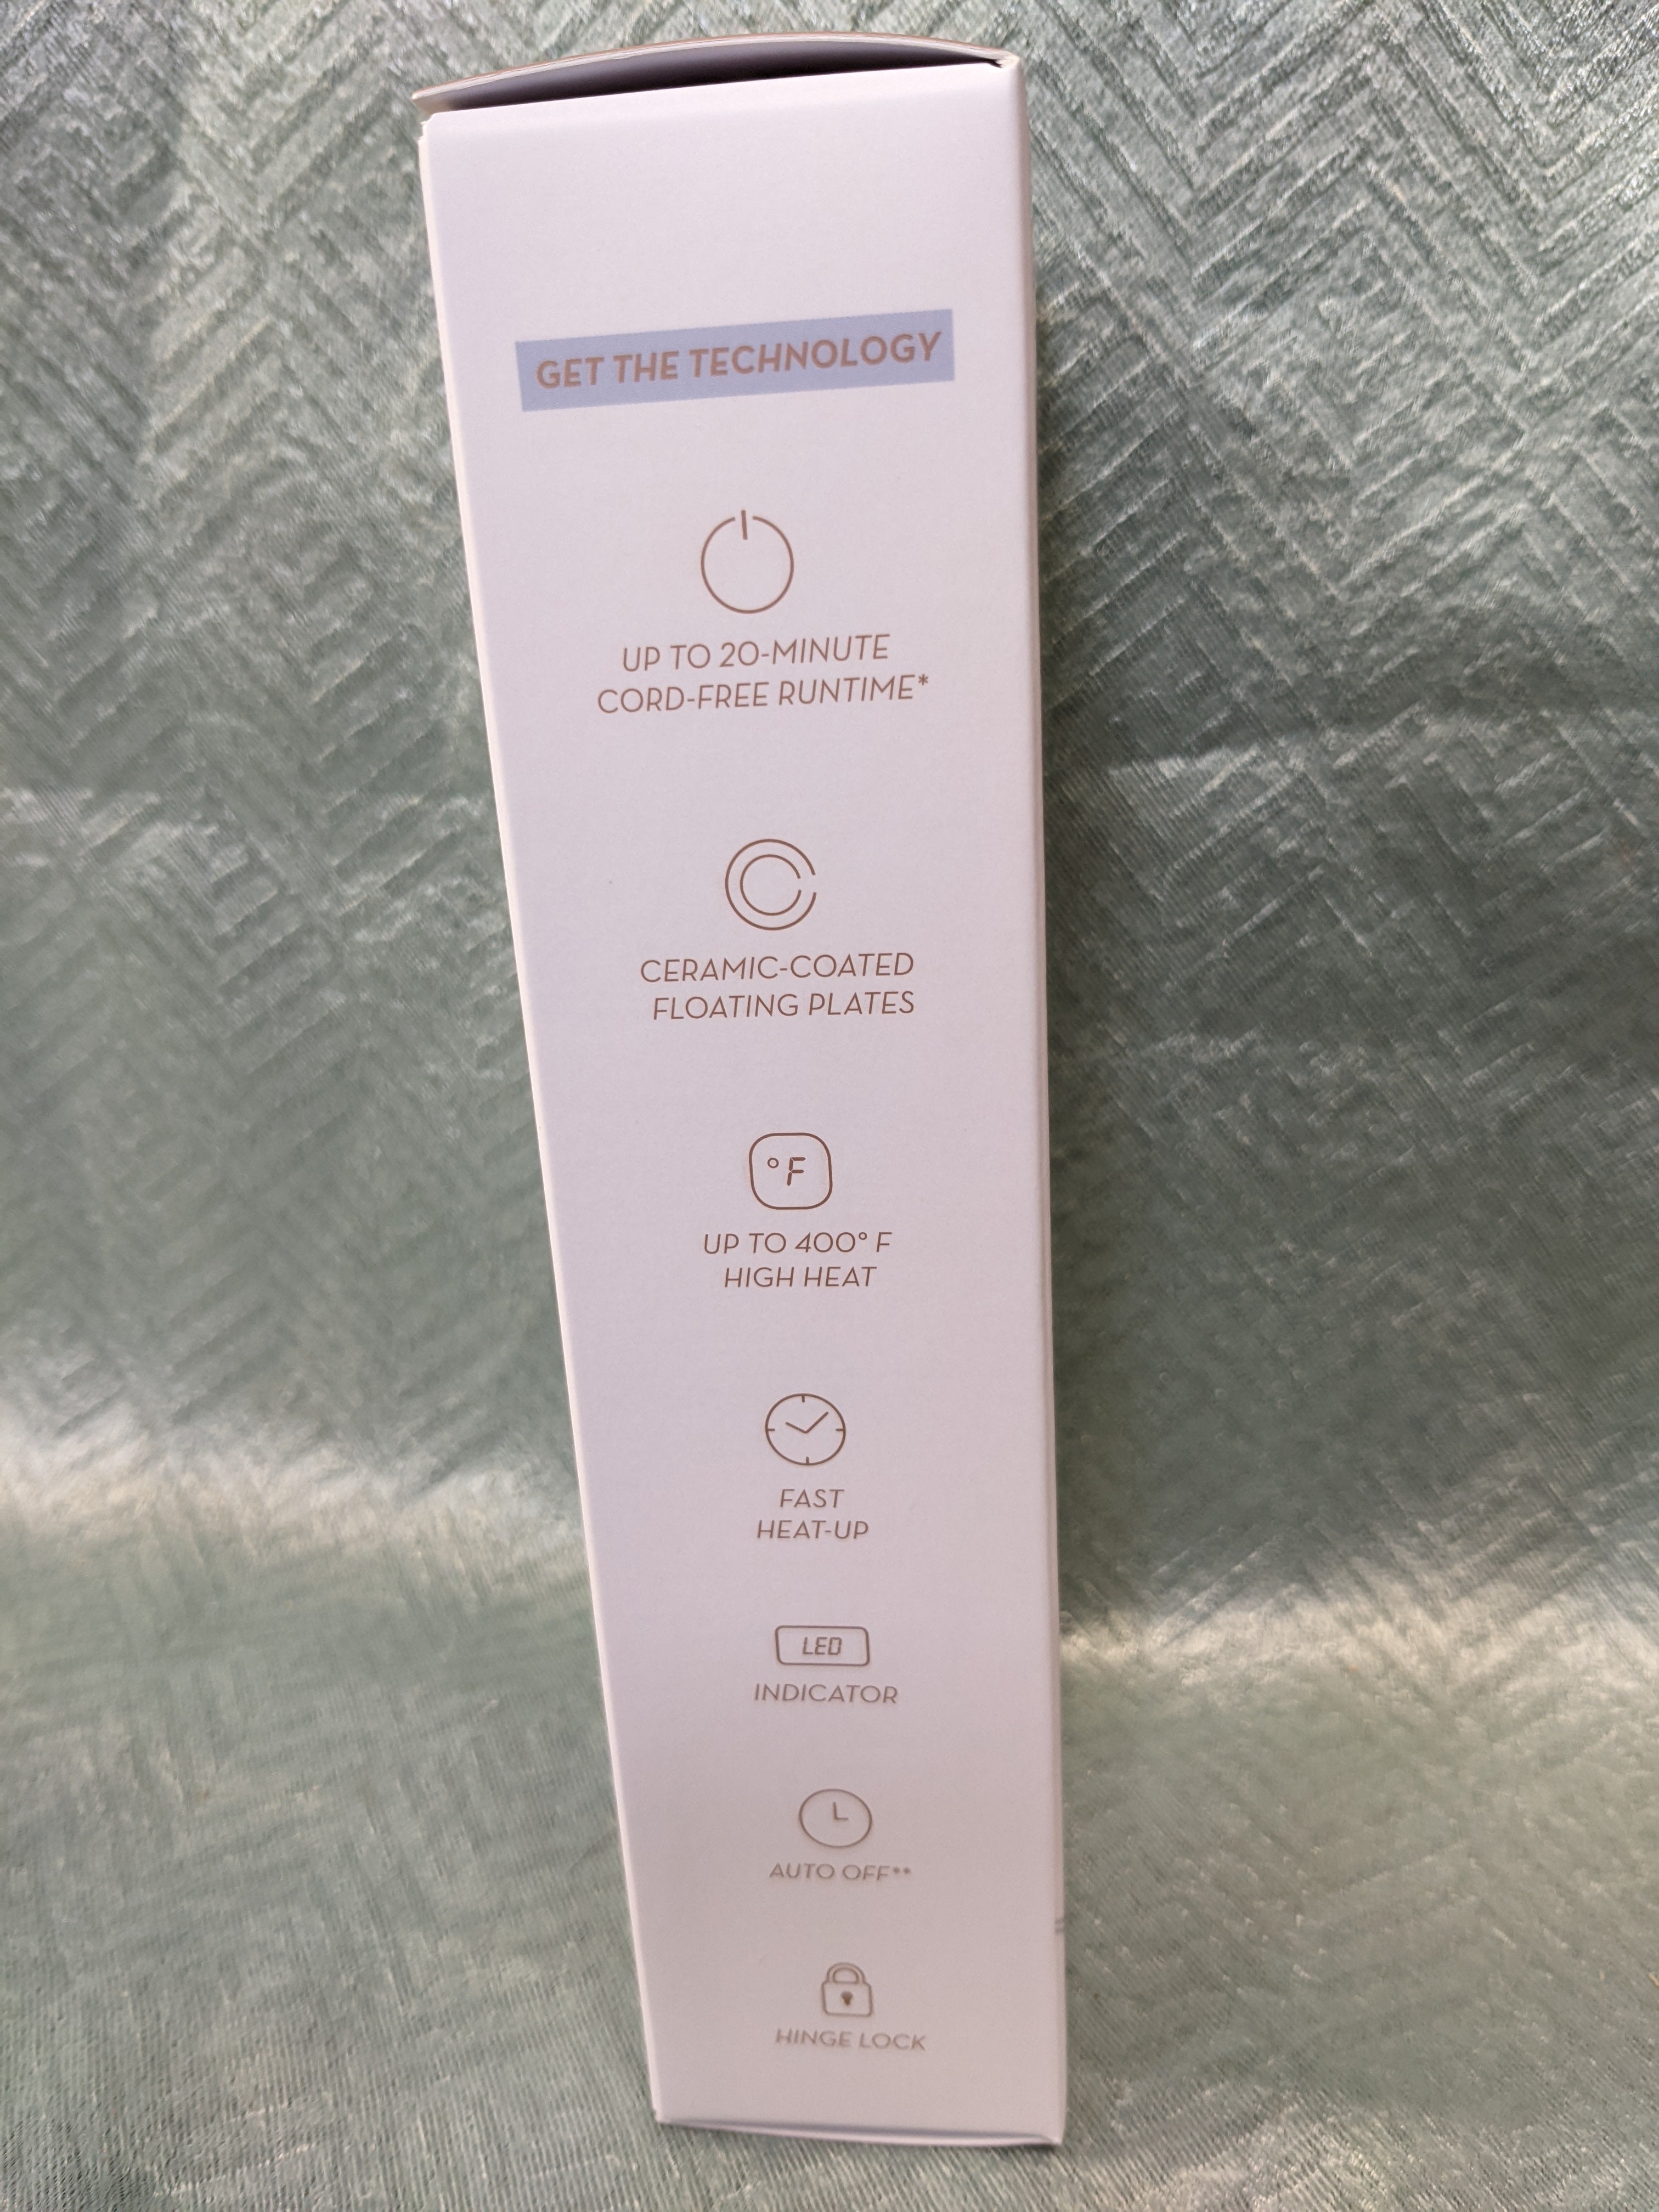 GET THE TECHNOLOGY
UP TO 20-MINUTE
CORD-FREE RUNTIME*
CERAMIC-COATED
FLOATING PLATES
°F
UP TO 400° F
HIGH HEAT
FAST
HEAT-UP
LED
INDICATOR
AUTO OFF**
HINGE LOCK